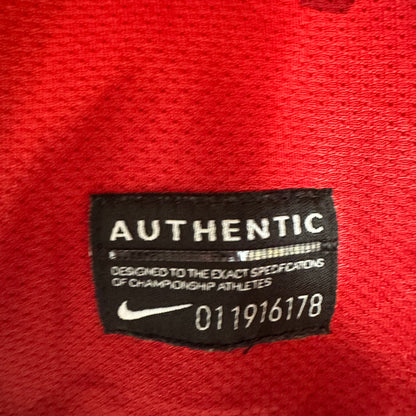 AUTHENTIC
DESIGNED TO THE EXACT SPECIFICATIONS
OF CHAMPIONSHIP ATHLETES
011916178